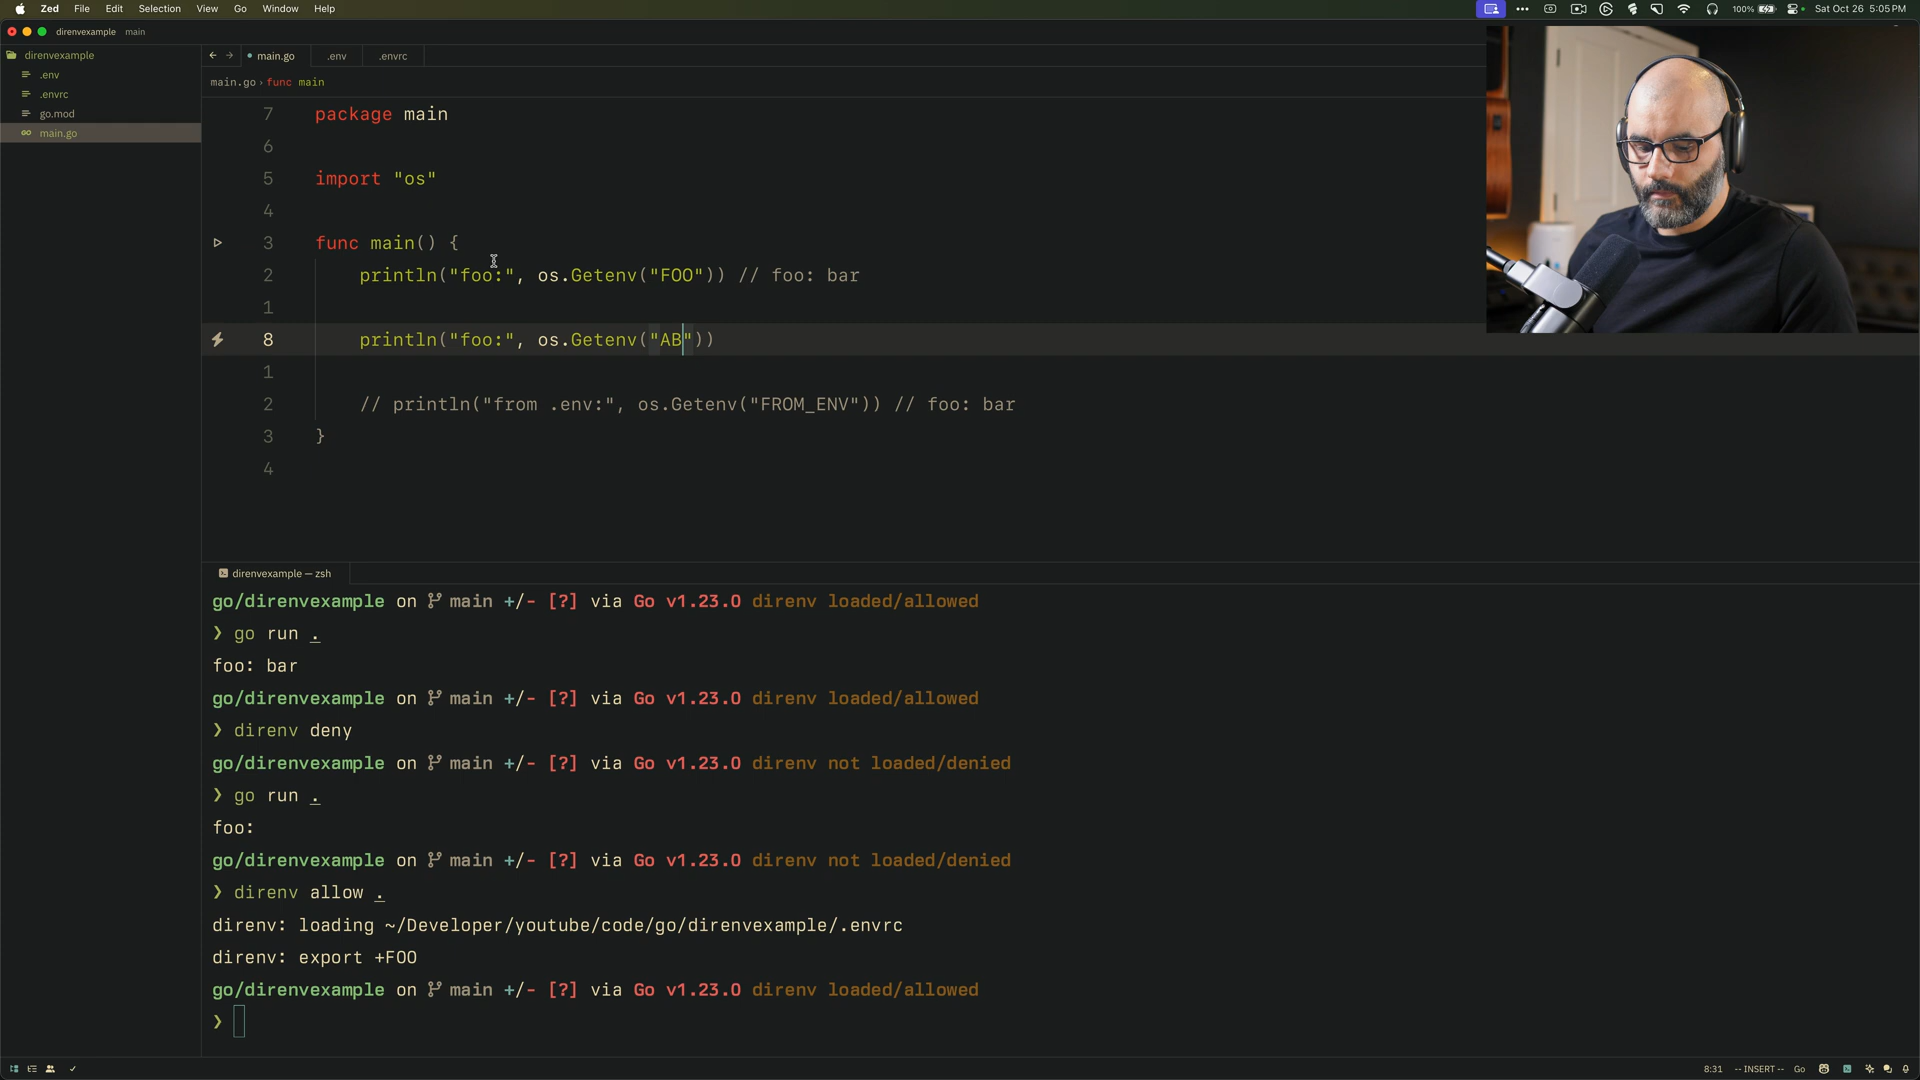 Zed File Edit Selection View Go Window Help
100% Sat Oct 26 5:05 PM
direnvexample main
direnvexample
.env
.envrc
go.mod
main.go
main.go .env .envrc
main.go › func main
7 package main
6
5 import "os"
4
3 func main() {
2 println("foo:", os.Getenv("FOO")) // foo: bar
1
8 println("foo:", os.Getenv("AB"))
1
2 // println("from .env:", os.Getenv("FROM_ENV")) // foo: bar
3 }
4
direnvexample — zsh
go/direnvexample on main +/- [?] via Go v1.23.0 direnv loaded/allowed
❯ go run .
foo: bar
go/direnvexample on main +/- [?] via Go v1.23.0 direnv loaded/allowed
❯ direnv deny
go/direnvexample on main +/- [?] via Go v1.23.0 direnv not loaded/denied
❯ go run .
foo:
go/direnvexample on main +/- [?] via Go v1.23.0 direnv not loaded/denied
❯ direnv allow .
direnv: loading ~/Developer/youtube/code/go/direnvexample/.envrc
direnv: export +FOO
go/direnvexample on main +/- [?] via Go v1.23.0 direnv loaded/allowed
❯
8:31 -- INSERT -- Go